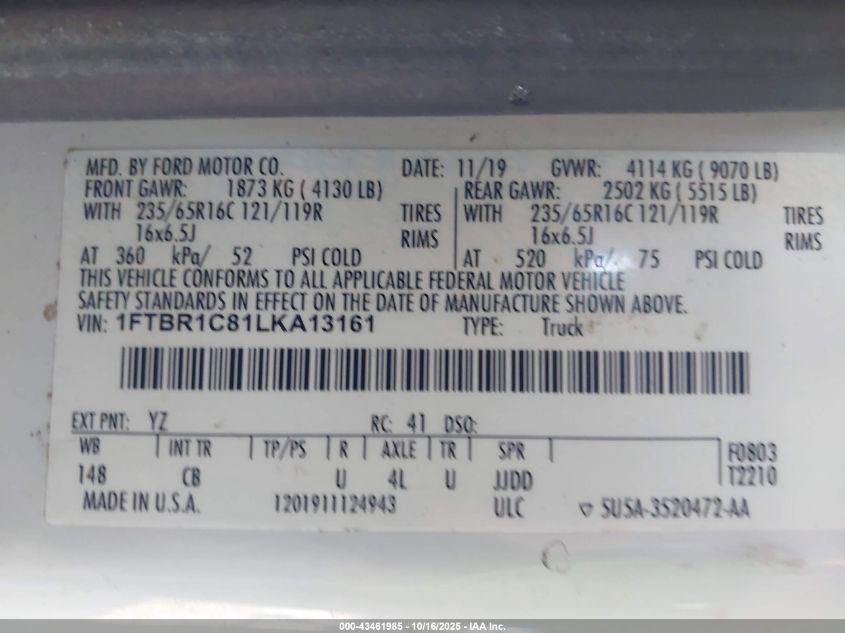 MFD. BY FORD MOTOR CO. DATE: 11/19 GVWR: 4114 KG ( 9070 LB)
FRONT GAWR: 1873 KG ( 4130 LB) REAR GAWR: 2502 KG ( 5515 LB)
WITH 235/65R16C 121/119R TIRES WITH 235/65R16C 121/119R TIRES
16x6.5J RIMS 16x6.5J RIMS
AT 360 kPa/ 52 PSI COLD AT 520 kPa/ 75 PSI COLD
THIS VEHICLE CONFORMS TO ALL APPLICABLE FEDERAL MOTOR VEHICLE
SAFETY STANDARDS IN EFFECT ON THE DATE OF MANUFACTURE SHOWN ABOVE.
VIN: 1FTBR1C81LKA13161 TYPE: Truck
EXT PNT: YZ RC: 41 DSO:
WB INT TR TP/PS R AXLE TR SPR F0803
148 CB U 4L U JJDD T2210
MADE IN U.S.A. 1201911124943 ULC ▽ 5U5A-3520472-AA
000-43461985 - 10/16/2025 - IAA Inc.